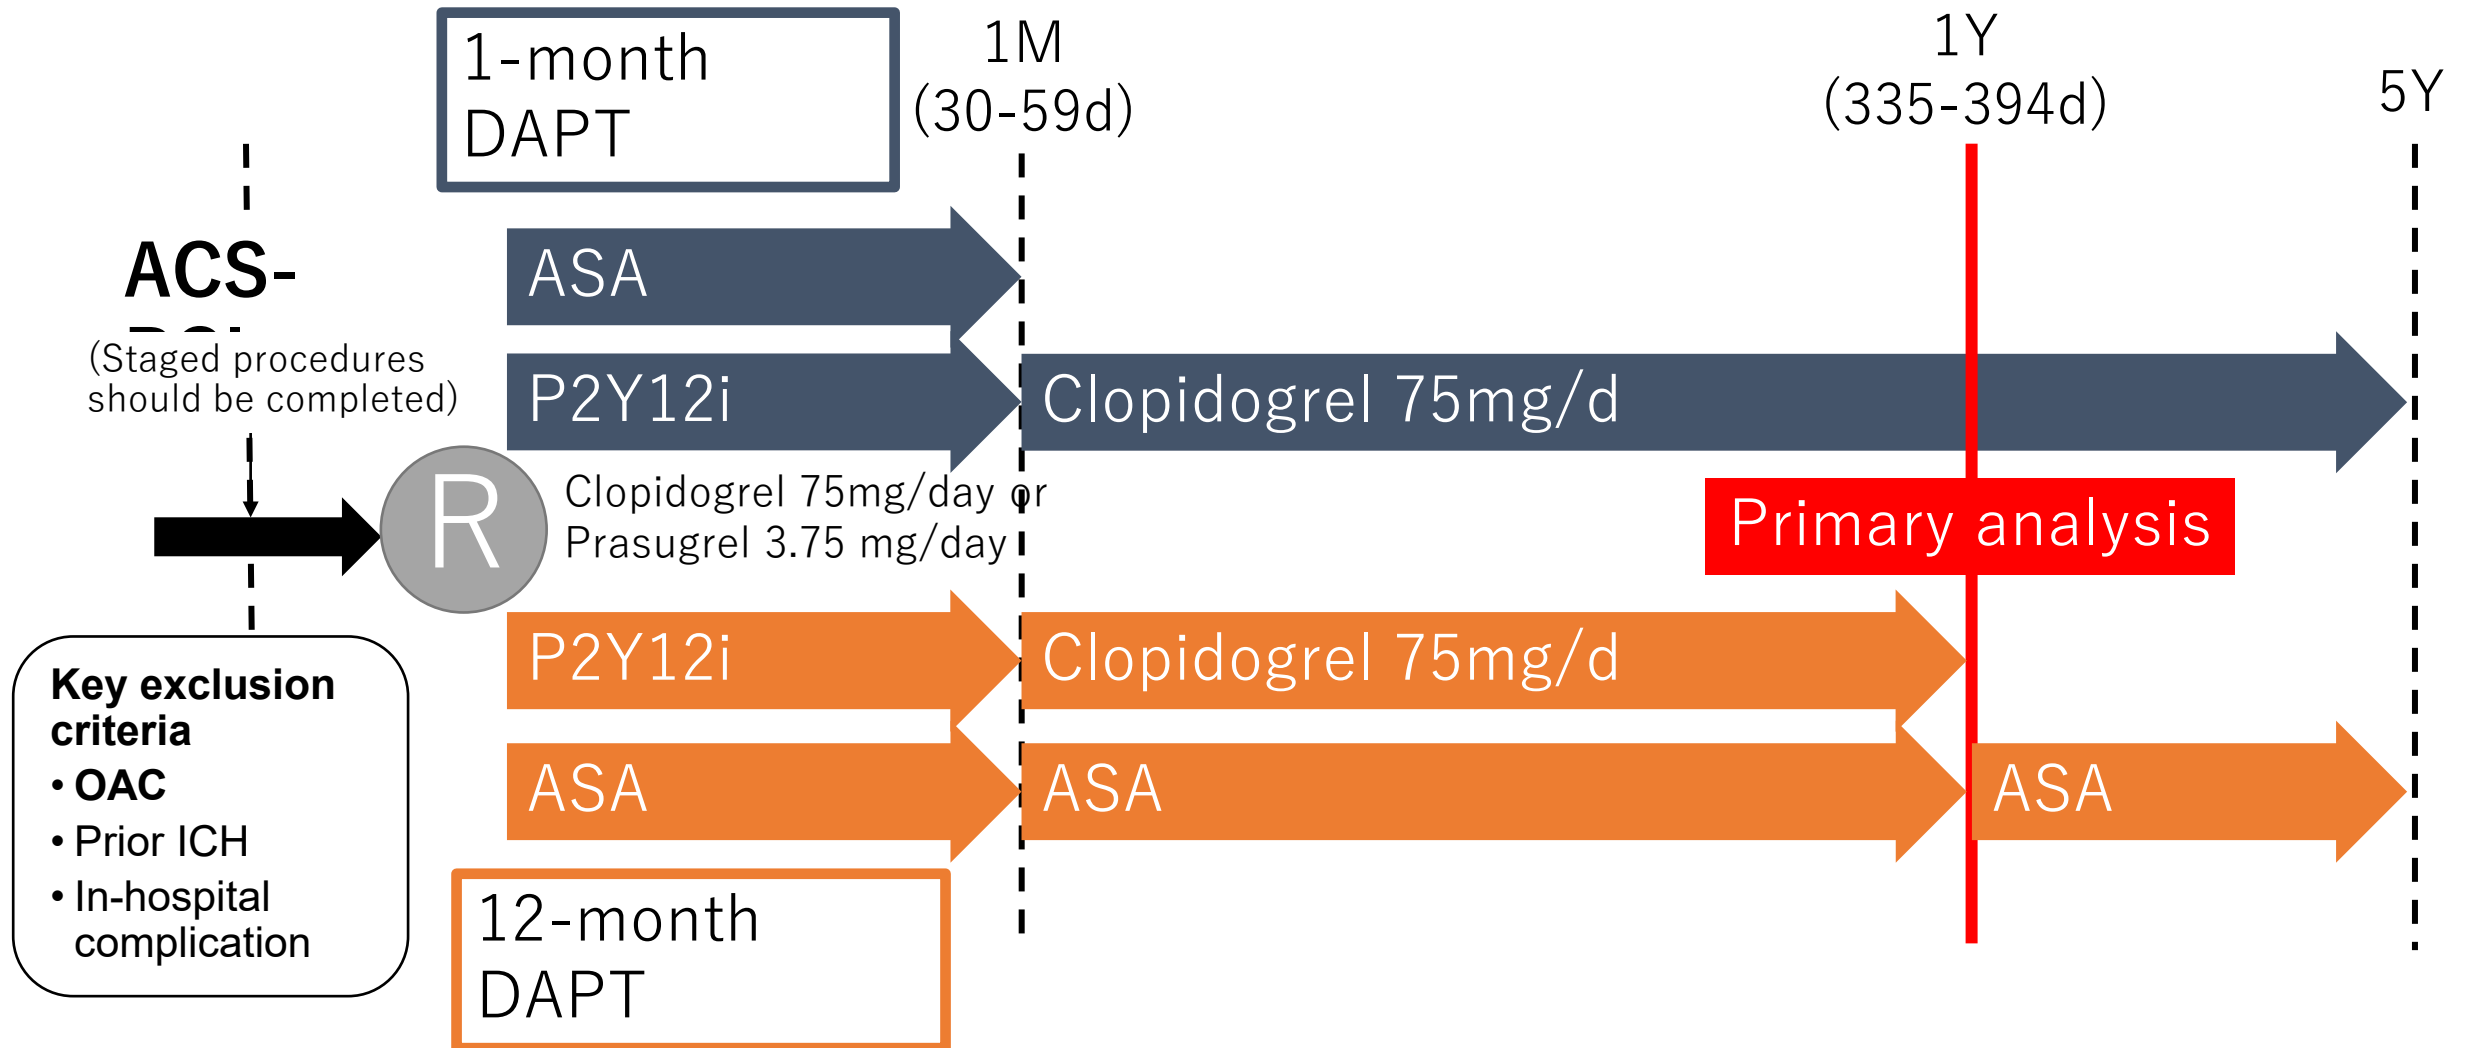 1-month
DAPT
1M
(30-59d)
1Y
(335-394d)
5Y
ACS-
(Staged procedures
should be completed)
ASA
P2Y12i
Clopidogrel 75mg/d
R
Clopidogrel 75mg/day or
Prasugrel 3.75 mg/day
Primary analysis
P2Y12i
Clopidogrel 75mg/d
ASA
ASA
ASA
Key exclusion
criteria
• OAC
• Prior ICH
• In-hospital
complication
12-month
DAPT